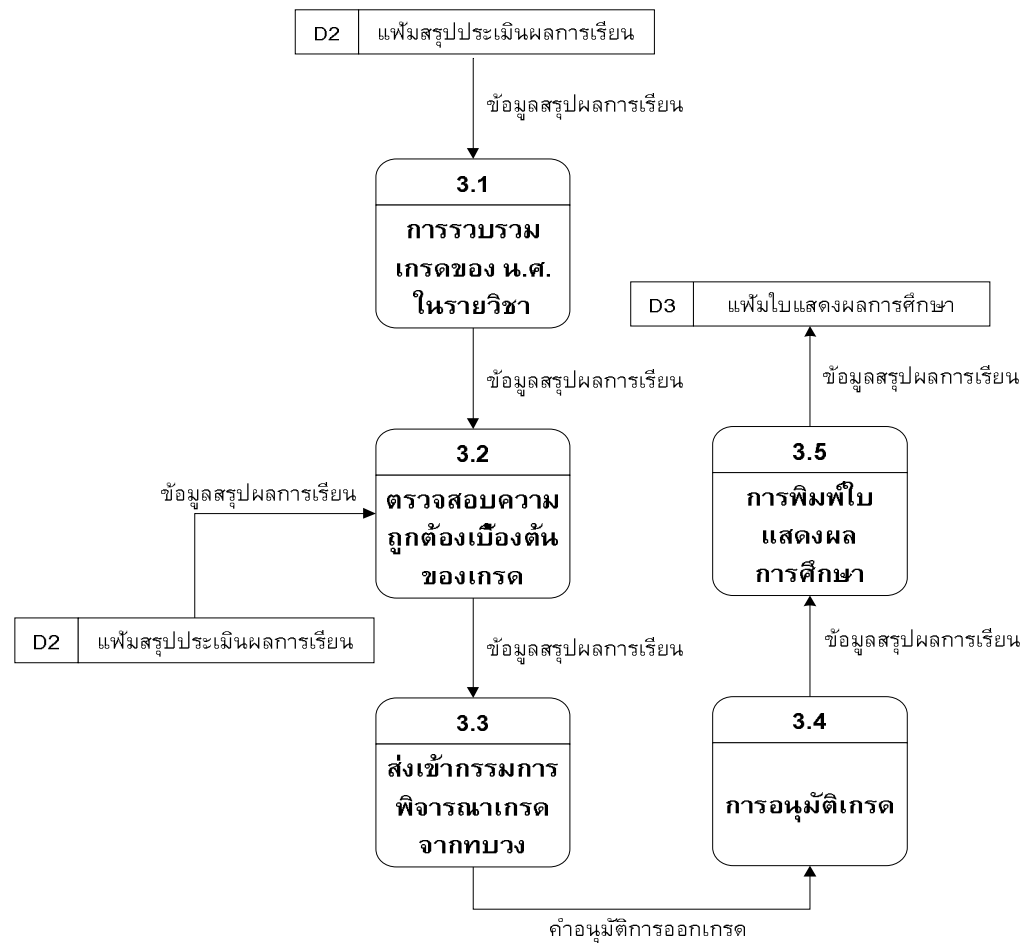 D2 แฟ้มสรุปประเมินผลการเรียน
ข้อมูลสรุปผลการเรียน
3.1
การรวบรวม
เกรดของ น.ศ.
ในรายวิชา
D3 แฟ้มใบแสดงผลการศึกษา
ข้อมูลสรุปผลการเรียน
ข้อมูลสรุปผลการเรียน
3.2
ตรวจสอบความ
ถูกต้องเบื้องต้น
ของเกรด
3.5
การพิมพ์ใบ
แสดงผล
การศึกษา
ข้อมูลสรุปผลการเรียน
D2 แฟ้มสรุปประเมินผลการเรียน
ข้อมูลสรุปผลการเรียน
ข้อมูลสรุปผลการเรียน
3.3
ส่งเข้ากรรมการ
พิจารณาเกรด
จากทบวง
3.4
การอนุมัติเกรด
คำอนุมัติการออกเกรด